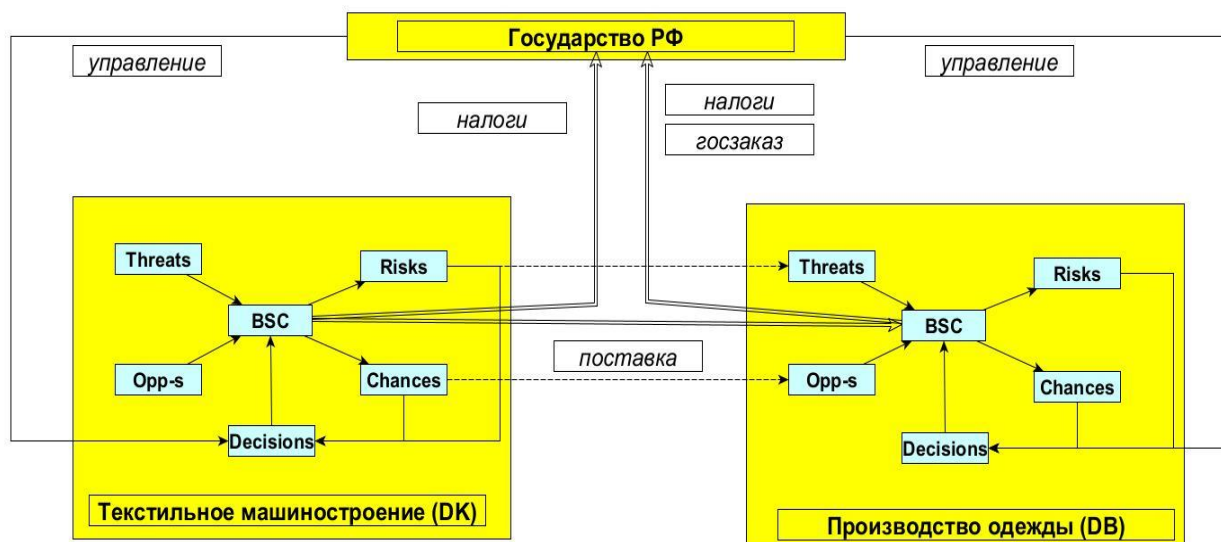 Государство РФ
управление
управление
налоги
налоги
госзаказ
Threats
Risks
BSC
Opp-s
Chances
Decisions
Текстильное машиностроение (DK)
поставка
Threats
Risks
BSC
Opp-s
Chances
Decisions
Производство одежды (DB)